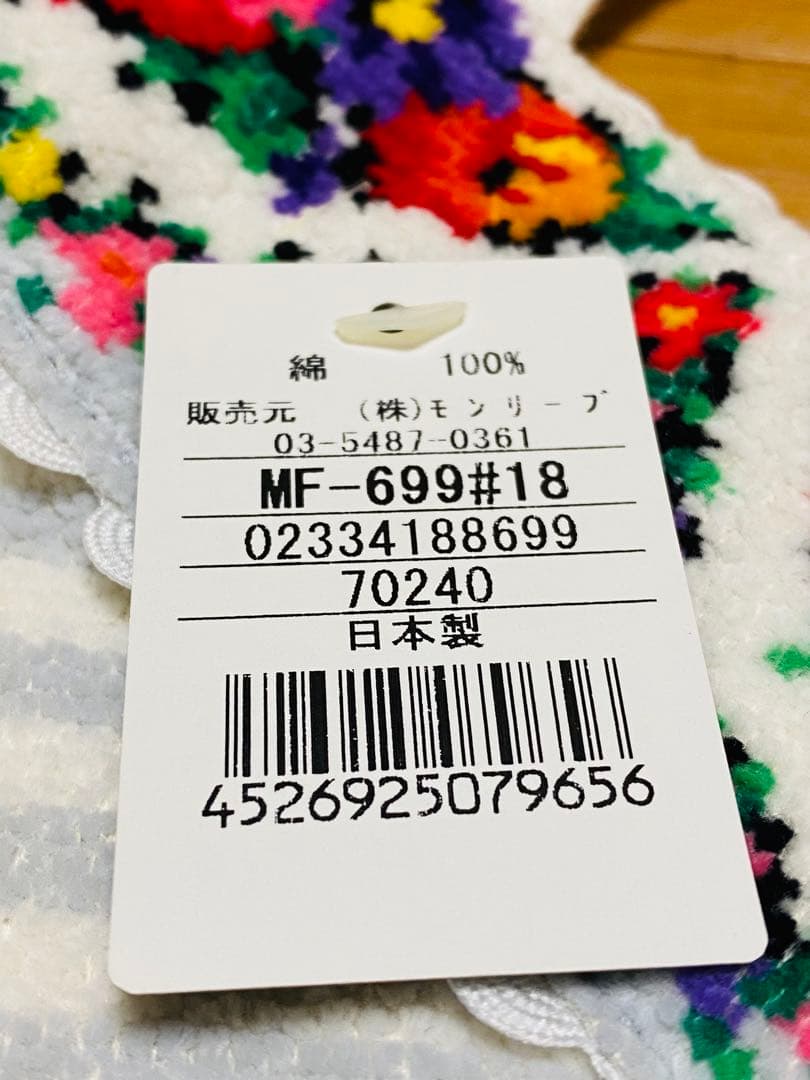 綿 100%
販売元 (株)モンリーブ
03-5487-0361
MF-699#18
02334188699
70240
日本製
4526925079656